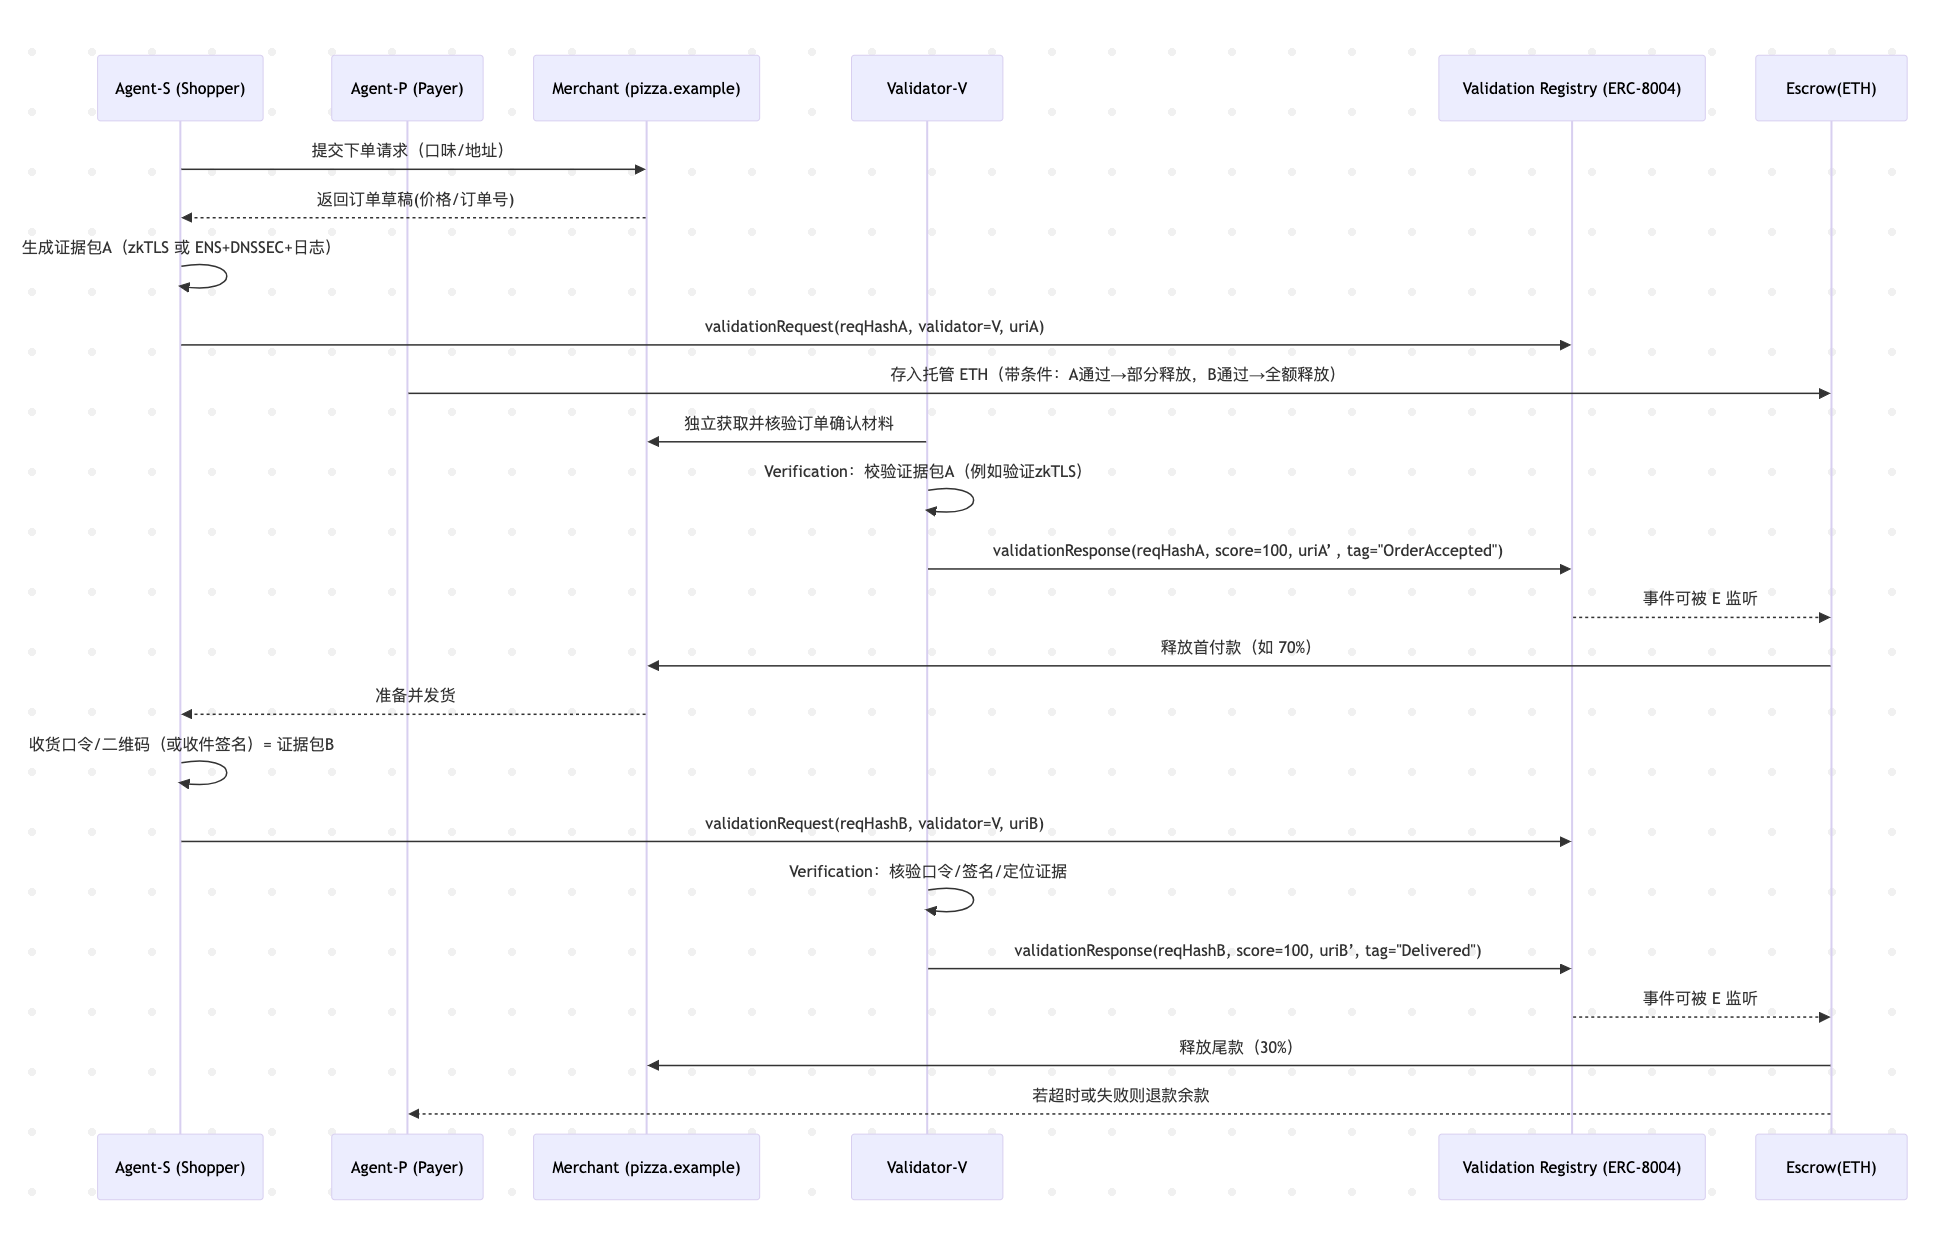 Agent-S (Shopper)
Agent-P (Payer)
Merchant (pizza.example)
Validator-V
Validation Registry (ERC-8004)
Escrow(ETH)
提交下单请求（口味/地址）
返回订单草稿(价格/订单号)
生成证据包A（zkTLS 或 ENS+DNSSEC+日志）
validationRequest(reqHashA, validator=V, uriA)
存入托管 ETH（带条件：A通过→部分释放，B通过→全额释放）
独立获取并核验订单确认材料
Verification：校验证据包A（例如验证zkTLS）
validationResponse(reqHashA, score=100, uriA’ , tag="OrderAccepted")
事件可被 E 监听
释放首付款（如 70%）
准备并发货
收货口令/二维码（或收件签名）= 证据包B
validationRequest(reqHashB, validator=V, uriB)
Verification：核验口令/签名/定位证据
validationResponse(reqHashB, score=100, uriB’, tag="Delivered")
事件可被 E 监听
释放尾款（30%）
若超时或失败则退款余款
Agent-S (Shopper)
Agent-P (Payer)
Merchant (pizza.example)
Validator-V
Validation Registry (ERC-8004)
Escrow(ETH)